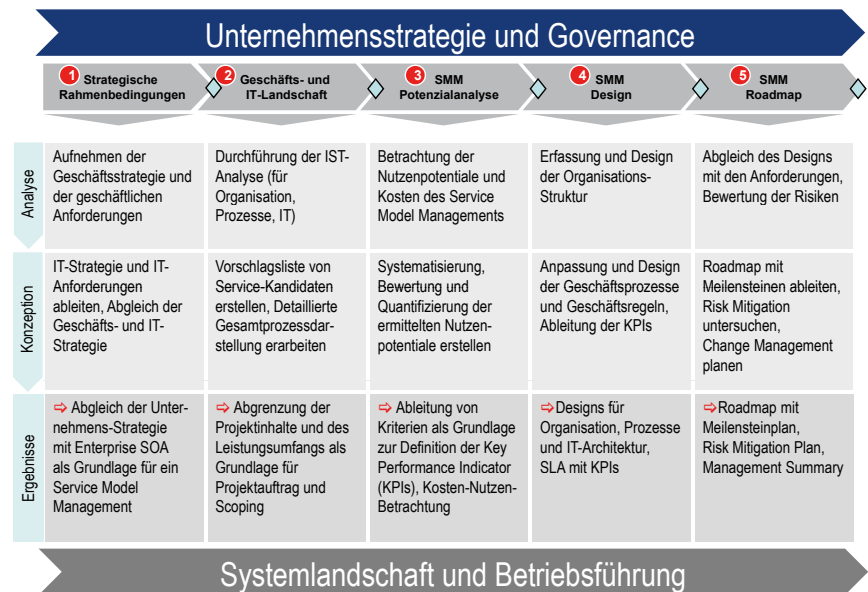 Unternehmensstrategie und Governance
1 Strategische
Rahmenbedingungen
2 Geschäfts- und
IT-Landschaft
3 SMM
Potenzialanalyse
4 SMM
Design
5 SMM
Roadmap
Analyse
Aufnehmen der
Geschäftsstrategie und
der geschäftlichen
Anforderungen
Durchführung der IST-
Analyse (für
Organisation,
Prozesse, IT)
Betrachtung der
Nutzenpotentiale und
Kosten des Service
Model Managements
Erfassung und Design
der Organisations-
Struktur
Abgleich des Designs
mit den Anforderungen,
Bewertung der Risiken
Konzeption
IT-Strategie und IT-
Anforderungen
ableiten, Abgleich der
Geschäfts- und IT-
Strategie
Vorschlagsliste von
Service-Kandidaten
erstellen, Detaillierte
Gesamtprozessdar-
stellung erarbeiten
Systematisierung,
Bewertung und
Quantifizierung der
ermittelten Nutzen-
potentiale erstellen
Anpassung und Design
der Geschäftsprozesse
und Geschäftsregeln,
Ableitung der KPIs
Roadmap mit
Meilensteinen ableiten,
Risk Mitigation
untersuchen,
Change Management
planen
Ergebnisse
⇨ Abgleich der Unter-
nehmens-Strategie
mit Enterprise SOA
als Grundlage für ein
Service Model
Management
⇨ Abgrenzung der
Projektinhalte und des
Leistungsumfangs als
Grundlage für
Projektauftrag und
Scoping
⇨ Ableitung von
Kriterien als Grundlage
zur Definition der Key
Performance Indicator
(KPIs), Kosten-Nutzen-
Betrachtung
⇨Designs für
Organisation, Prozesse
und IT-Architektur,
SLA mit KPIs
⇨Roadmap mit
Meilensteinplan,
Risk Mitigation Plan,
Management Summary
Systemlandschaft und Betriebsführung